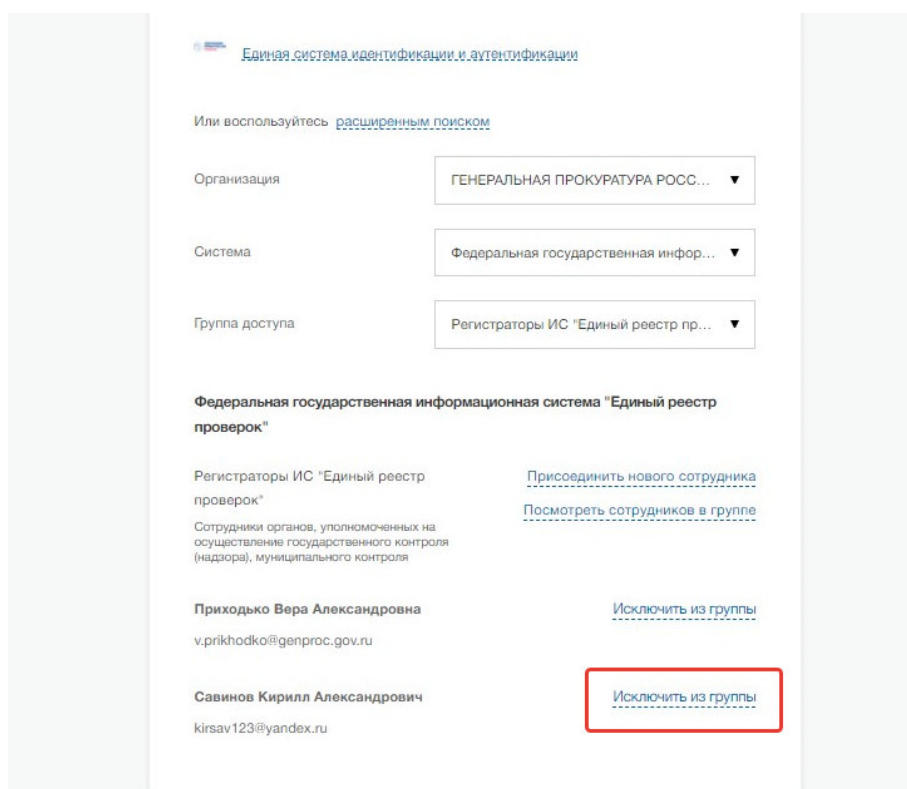 Единая система идентификации и аутентификации
Или воспользуйтесь расширенным поиском
Организация
ГЕНЕРАЛЬНАЯ ПРОКУРАТУРА РОСС... ▼
Система
Федеральная государственная инфор... ▼
Группа доступа
Регистраторы ИС "Единый реестр пр... ▼
Федеральная государственная информационная система "Единый реестр
проверок"
Регистраторы ИС "Единый реестр
проверок"
Присоединить нового сотрудника
Посмотреть сотрудников в группе
Сотрудники органов, уполномоченных на
осуществление государственного контроля
(надзора), муниципального контроля
Приходько Вера Александровна
Исключить из группы
v.prikhodko@genproc.gov.ru
Савинов Кирилл Александрович
Исключить из группы
kirsav123@yandex.ru